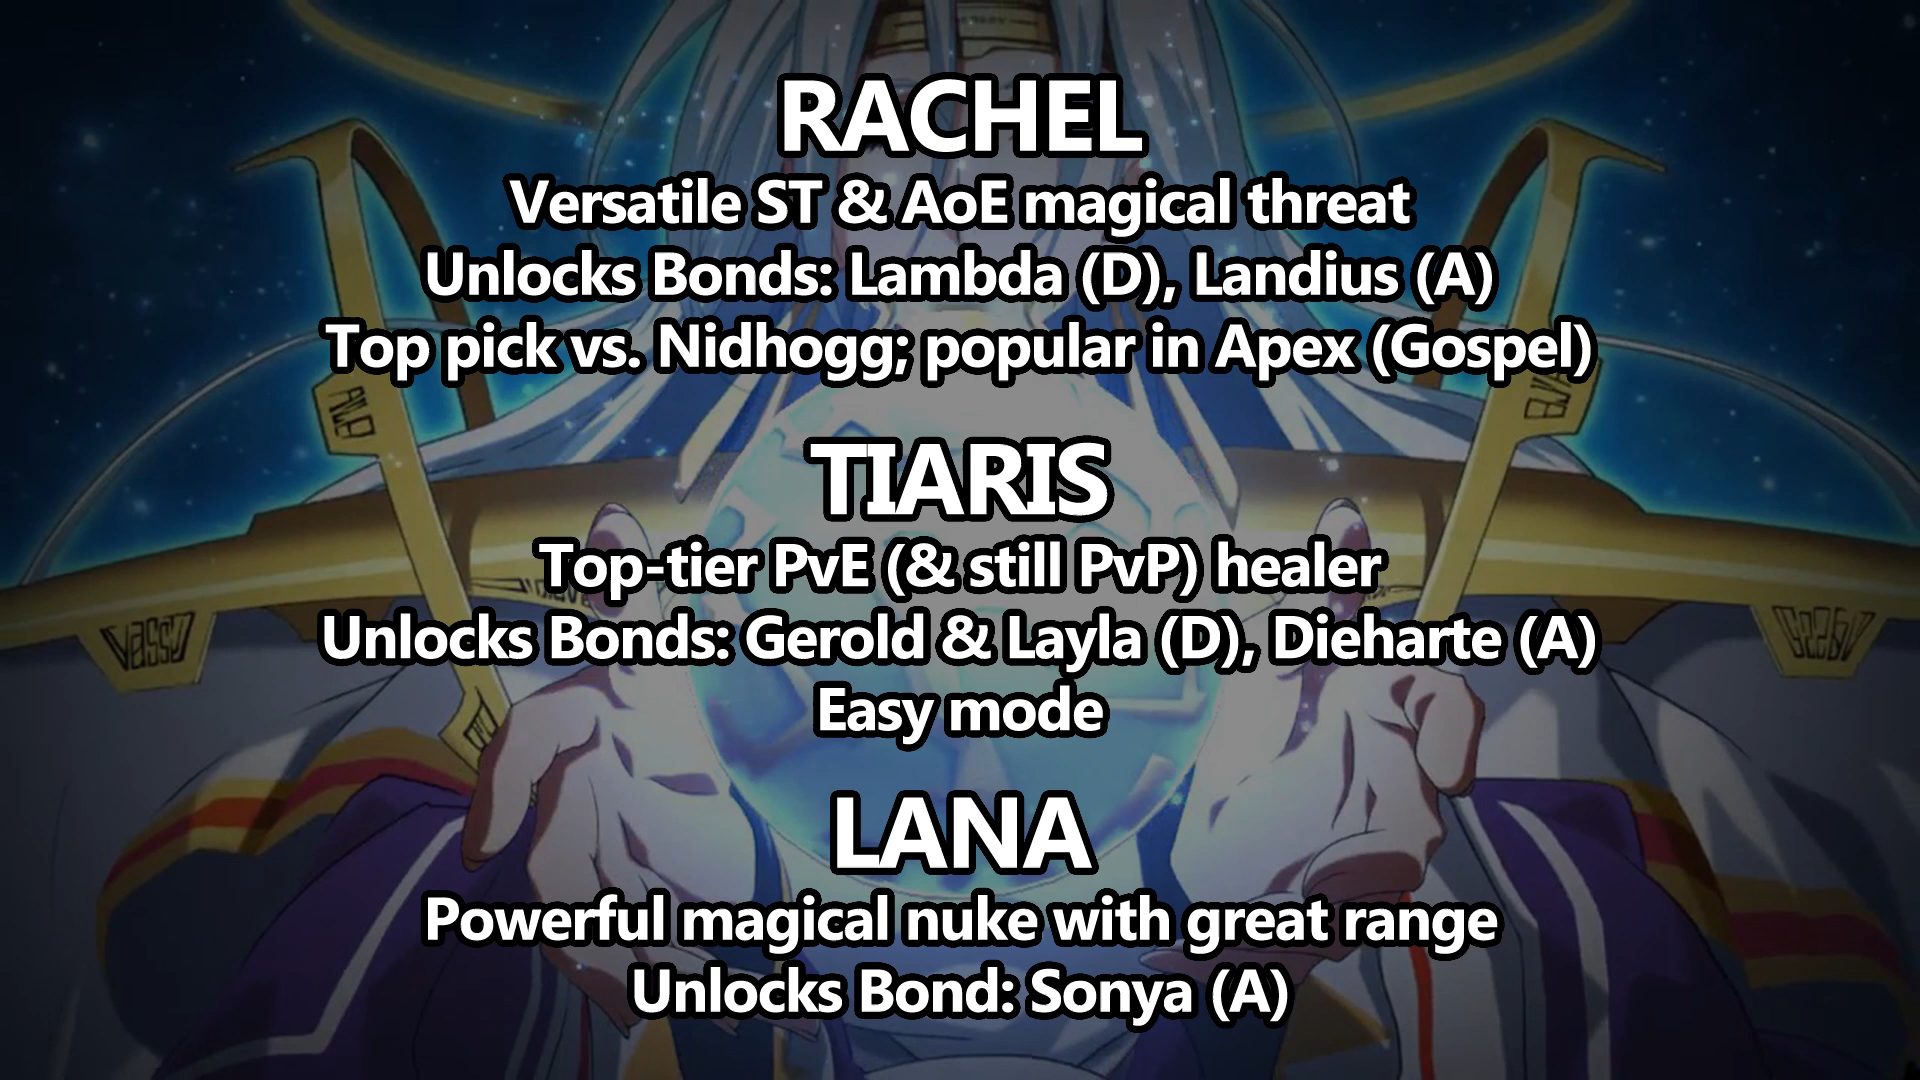 RACHEL
Versatile ST & AoE magical threat
Unlocks Bonds: Lambda (D), Landius (A)
Top pick vs. Nidhogg; popular in Apex (Gospel)
TIARIS
Top-tier PvE (& still PvP) healer
Unlocks Bonds: Gerold & Layla (D), Dieharte (A)
Easy mode
LANA
Powerful magical nuke with great range
Unlocks Bond: Sonya (A)